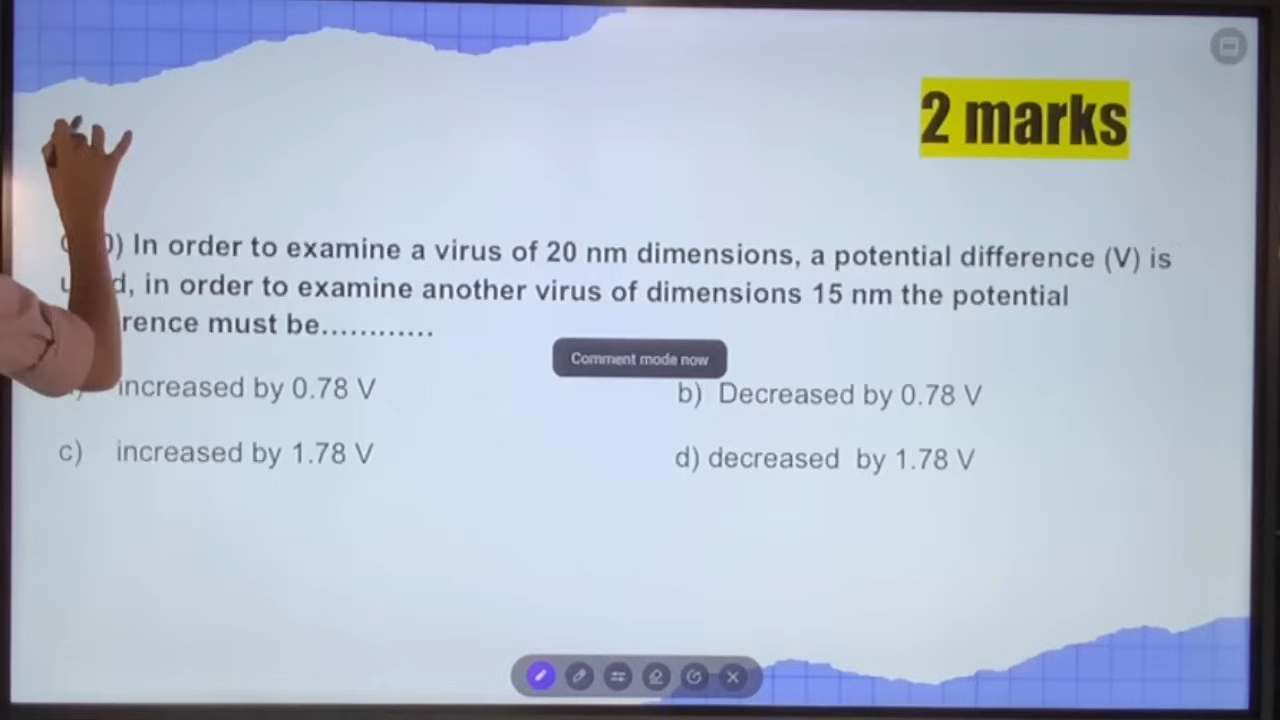 2 marks
0) In order to examine a virus of 20 nm dimensions, a potential difference (V) is
d, in order to examine another virus of dimensions 15 nm the potential
rence must be............
Comment mode now
increased by 0.78 V
b) Decreased by 0.78 V
c) increased by 1.78 V
d) decreased by 1.78 V